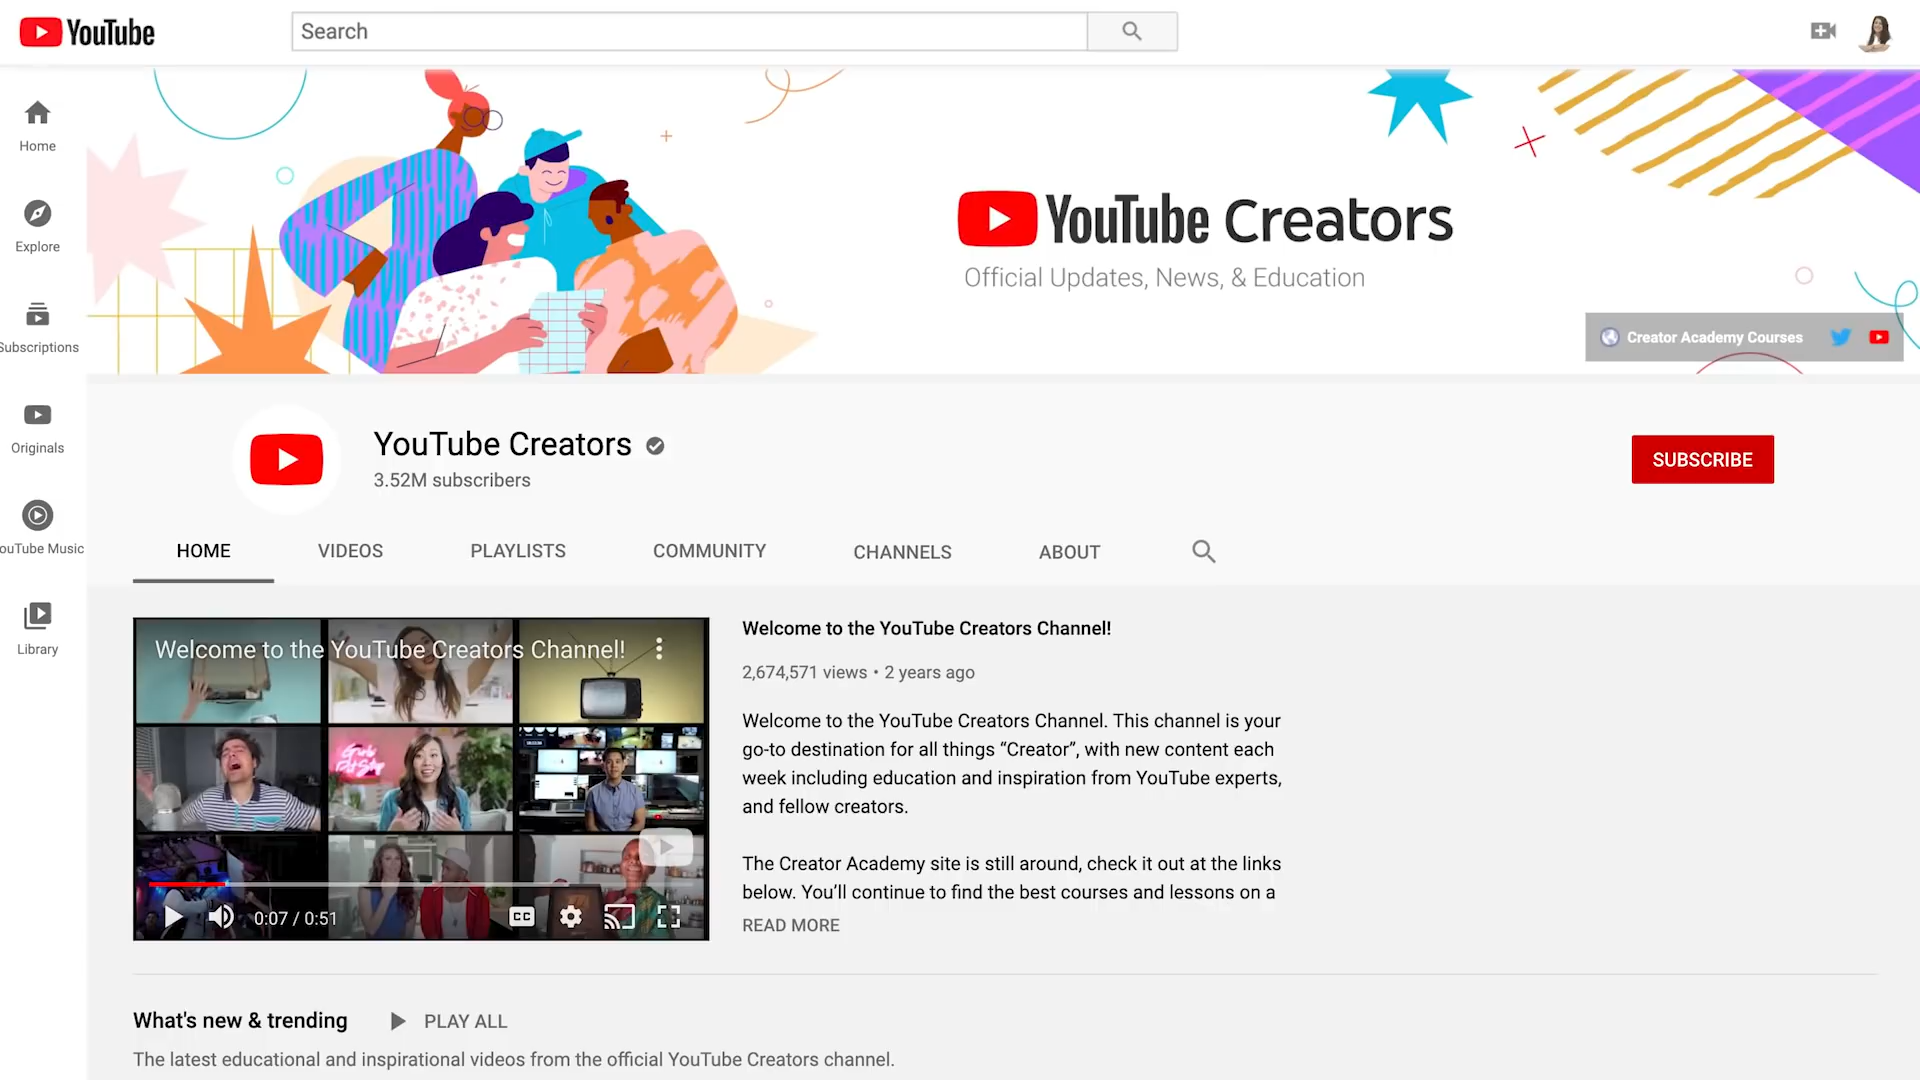 YouTube
Search
Home
Explore
Subscriptions
Originals
ouTube Music
Library
YouTube Creators
Official Updates, News, & Education
Creator Academy Courses
YouTube Creators
3.52M subscribers
SUBSCRIBE
HOME
VIDEOS
PLAYLISTS
COMMUNITY
CHANNELS
ABOUT
Welcome to the YouTube Creators Channel!
0:07 / 0:51
CC
Welcome to the YouTube Creators Channel!
2,674,571 views • 2 years ago
Welcome to the YouTube Creators Channel. This channel is your
go-to destination for all things “Creator”, with new content each
week including education and inspiration from YouTube experts,
and fellow creators.
The Creator Academy site is still around, check it out at the links
below. You’ll continue to find the best courses and lessons on a
READ MORE
What's new & trending
PLAY ALL
The latest educational and inspirational videos from the official YouTube Creators channel.